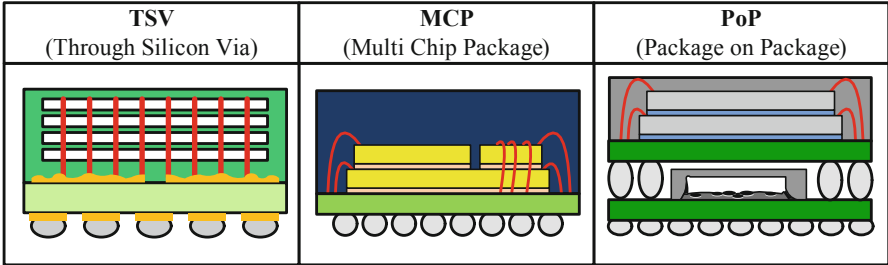 TSV
(Through Silicon Via)
MCP
(Multi Chip Package)
PoP
(Package on Package)